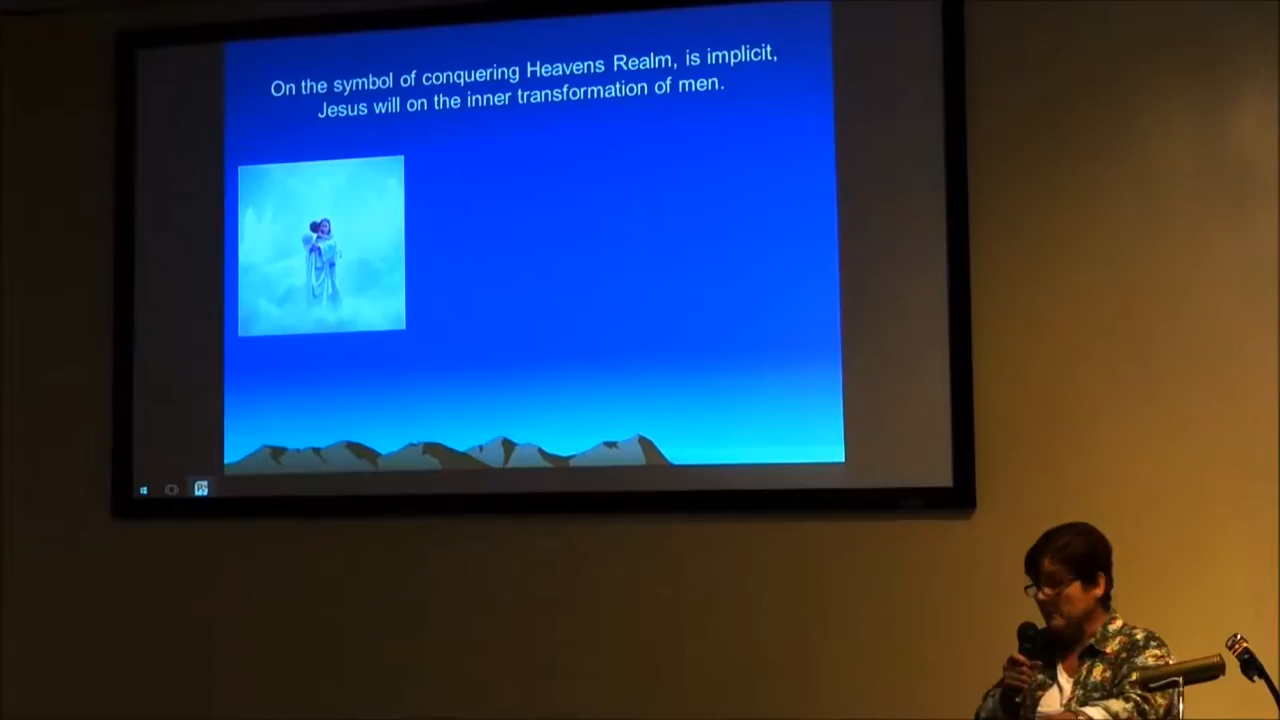 On the symbol of conquering Heavens Realm, is implicit,
Jesus will on the inner transformation of men.